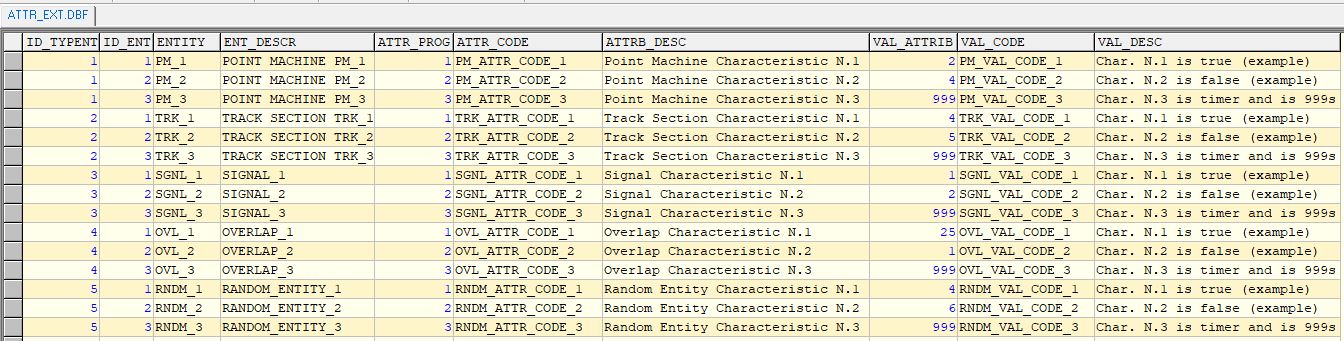 ATTR_EXT.DBF
ID_TYPENT ID_ENT ENTITY ENT_DESCR ATTR_PROG ATTR_CODE ATTRB_DESC VAL_ATTRIB VAL_CODE VAL_DESC
1 1 PM_1 POINT MACHINE PM_1 1 PM_ATTR_CODE_1 Point Machine Characteristic N.1 2 PM_VAL_CODE_1 Char. N.1 is true (example)
1 2 PM_2 POINT MACHINE PM_2 2 PM_ATTR_CODE_2 Point Machine Characteristic N.2 4 PM_VAL_CODE_2 Char. N.2 is false (example)
1 3 PM_3 POINT MACHINE PM_3 3 PM_ATTR_CODE_3 Point Machine Characteristic N.3 999 PM_VAL_CODE_3 Char. N.3 is timer and is 999s
2 1 TRK_1 TRACK SECTION TRK_1 1 TRK_ATTR_CODE_1 Track Section Characteristic N.1 4 TRK_VAL_CODE_1 Char. N.1 is true (example)
2 2 TRK_2 TRACK SECTION TRK_2 2 TRK_ATTR_CODE_2 Track Section Characteristic N.2 5 TRK_VAL_CODE_2 Char. N.2 is false (example)
2 3 TRK_3 TRACK SECTION TRK_3 3 TRK_ATTR_CODE_3 Track Section Characteristic N.3 999 TRK_VAL_CODE_3 Char. N.3 is timer and is 999s
3 1 SGNL_1 SIGNAL_1 1 SGNL_ATTR_CODE_1 Signal Characteristic N.1 1 SGNL_VAL_CODE_1 Char. N.1 is true (example)
3 2 SGNL_2 SIGNAL_2 2 SGNL_ATTR_CODE_2 Signal Characteristic N.2 2 SGNL_VAL_CODE_2 Char. N.2 is false (example)
3 3 SGNL_3 SIGNAL_3 3 SGNL_ATTR_CODE_3 Signal Characteristic N.3 999 SGNL_VAL_CODE_3 Char. N.3 is timer and is 999s
4 1 OVL_1 OVERLAP_1 1 OVL_ATTR_CODE_1 Overlap Characteristic N.1 25 OVL_VAL_CODE_1 Char. N.1 is true (example)
4 2 OVL_2 OVERLAP_2 2 OVL_ATTR_CODE_2 Overlap Characteristic N.2 1 OVL_VAL_CODE_2 Char. N.2 is false (example)
4 3 OVL_3 OVERLAP_3 3 OVL_ATTR_CODE_3 Overlap Characteristic N.3 999 OVL_VAL_CODE_3 Char. N.3 is timer and is 999s
5 1 RNDM_1 RANDOM_ENTITY_1 1 RNDM_ATTR_CODE_1 Random Entity Characteristic N.1 4 RNDM_VAL_CODE_1 Char. N.1 is true (example)
5 2 RNDM_2 RANDOM_ENTITY_2 2 RNDM_ATTR_CODE_2 Random Entity Characteristic N.2 6 RNDM_VAL_CODE_2 Char. N.2 is false (example)
5 3 RNDM_3 RANDOM_ENTITY_3 3 RNDM_ATTR_CODE_3 Random Entity Characteristic N.3 999 RNDM_VAL_CODE_3 Char. N.3 is timer and is 999s